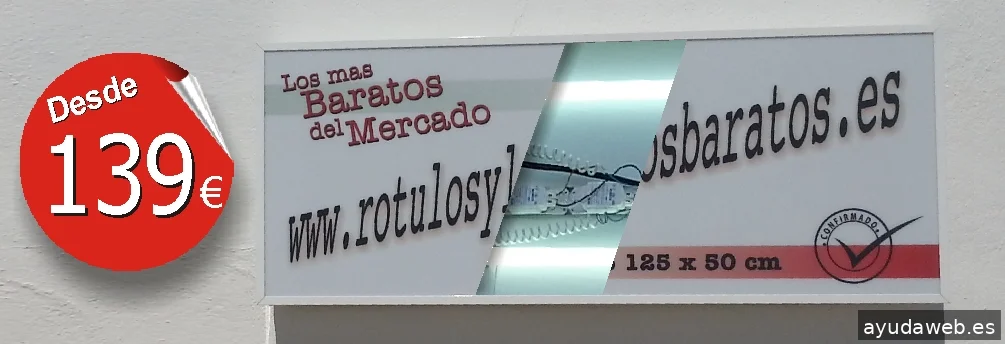 Desde
139€
Los mas
Baratos
del Mercado
www.rotulosyl
osbaratos.es
125 x 50 cm
CONFIRMADO
ayudaweb.es